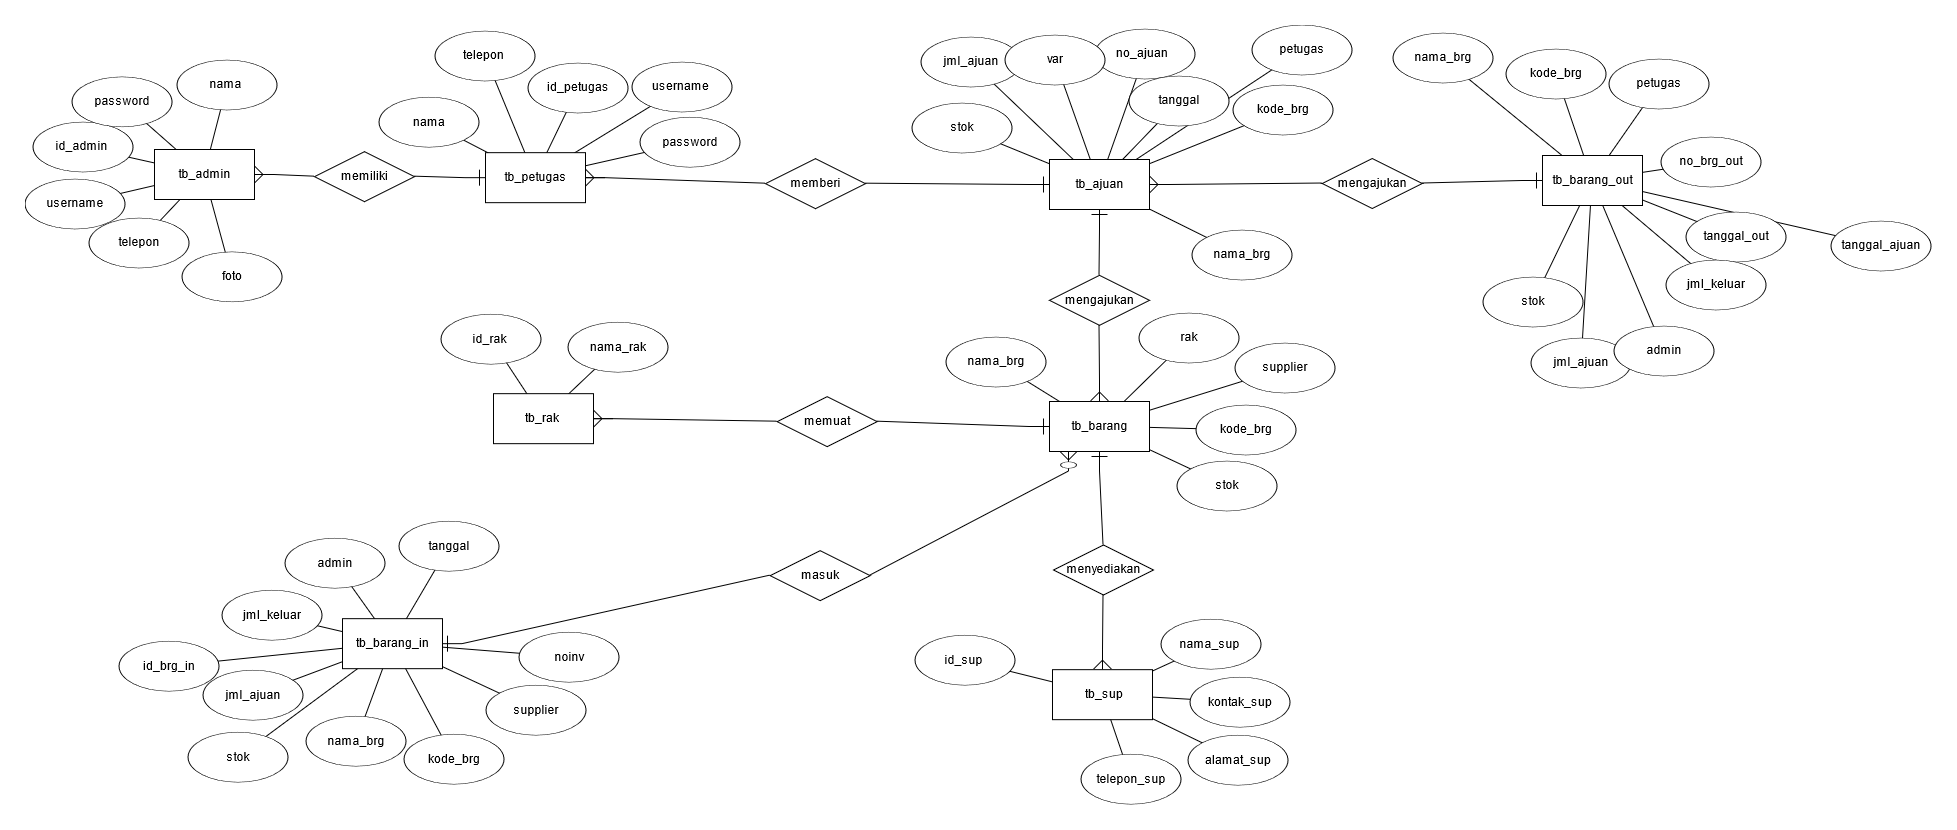 nama
password
id_admin
tb_admin
username
telepon
foto
memiliki
telepon
id_petugas
username
nama
password
tb_petugas
memberi
jml_ajuan
var
no_ajuan
petugas
tanggal
kode_brg
stok
tb_ajuan
nama_brg
mengajukan
nama_brg
kode_brg
petugas
no_brg_out
tb_barang_out
tanggal_out
tanggal_ajuan
jml_keluar
stok
jml_ajuan
admin
mengajukan
id_rak
nama_rak
tb_rak
memuat
nama_brg
rak
supplier
tb_barang
kode_brg
stok
masuk
menyediakan
admin
tanggal
jml_keluar
tb_barang_in
noinv
id_brg_in
jml_ajuan
supplier
stok
nama_brg
kode_brg
id_sup
nama_sup
tb_sup
kontak_sup
alamat_sup
telepon_sup